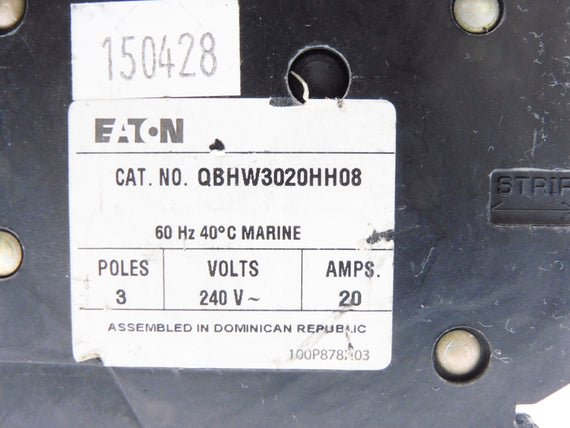 150428
EATON
CAT. NO. QBHW3020HH08
60 Hz 40°C MARINE
POLES VOLTS AMPS.
3 240 V~ 20
ASSEMBLED IN DOMINICAN REPUBLIC
STRIP